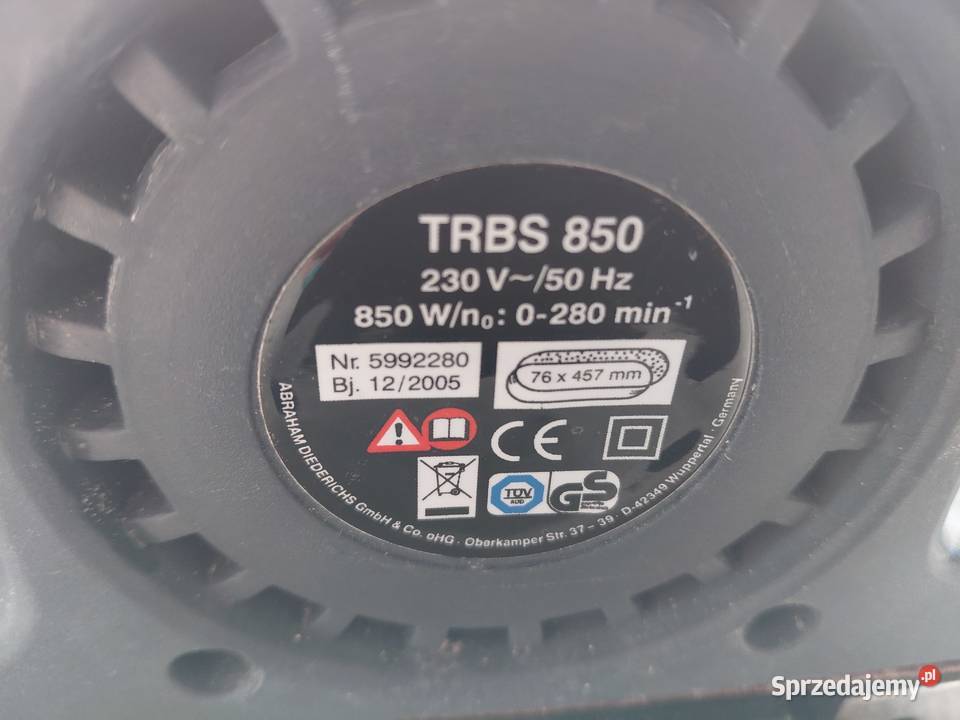 TRBS 850
230 V~/50 Hz
850 W/n₀: 0-280 min⁻¹
Nr. 5992280
Bj. 12/2005
76 x 457 mm
CE
TÜV
GS
ABRAHAM DIEDERICHS GmbH & Co. oHG · Oberkamper Str. 37 – 39 · D-42349 Wuppertal · Germany
Sprzedajemy.pl